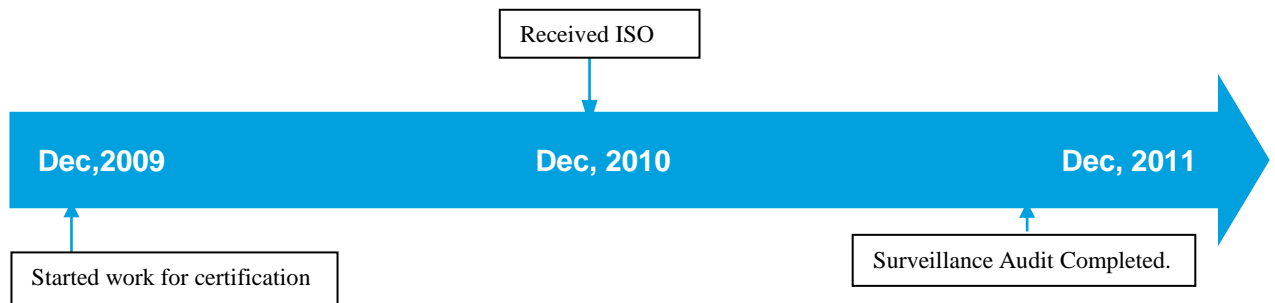 Received ISO
Dec,2009
Dec, 2010
Dec, 2011
Started work for certification
Surveillance Audit Completed.